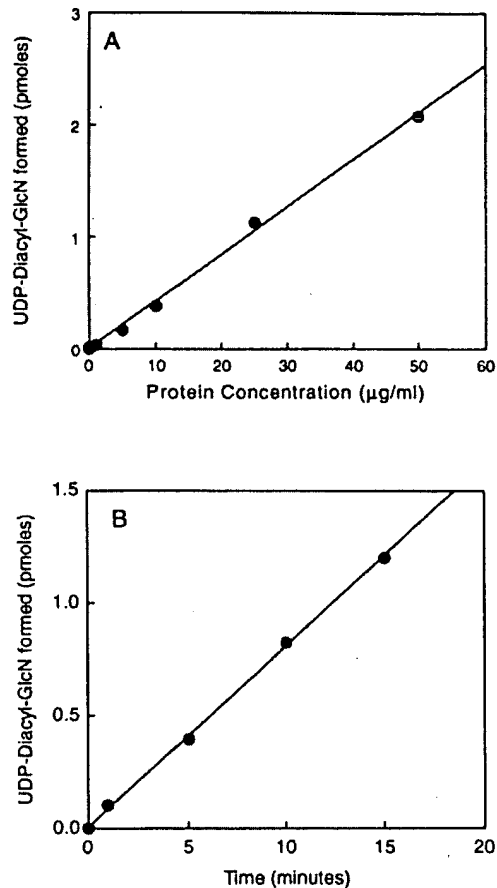 A
UDP-Diacyl-GlcN formed (pmoles)
3
2
1
0
0 10 20 30 40 50 60
Protein Concentration (µg/ml)
B
UDP-Diacyl-GlcN formed (pmoles)
1.5
1.0
0.5
0.0
0 5 10 15 20
Time (minutes)